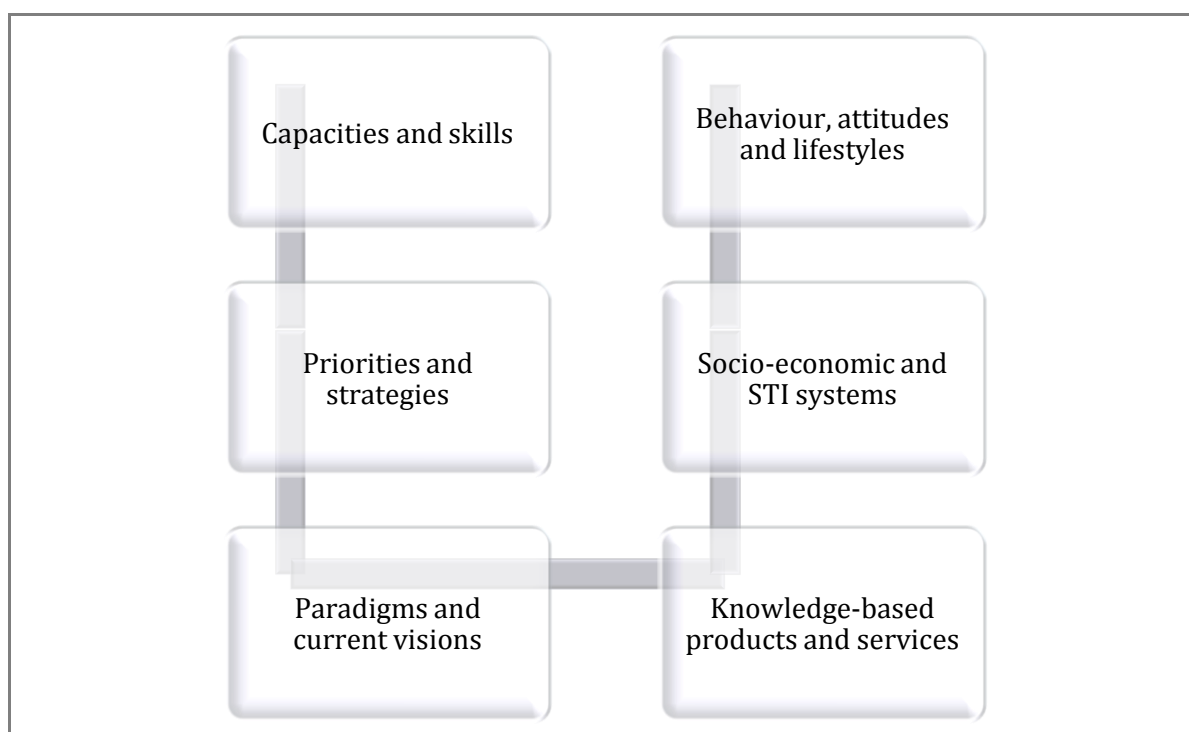 Capacities and skills
Priorities and
strategies
Paradigms and
current visions
Knowledge-based
products and services
Socio-economic and
STI systems
Behaviour, attitudes
and lifestyles